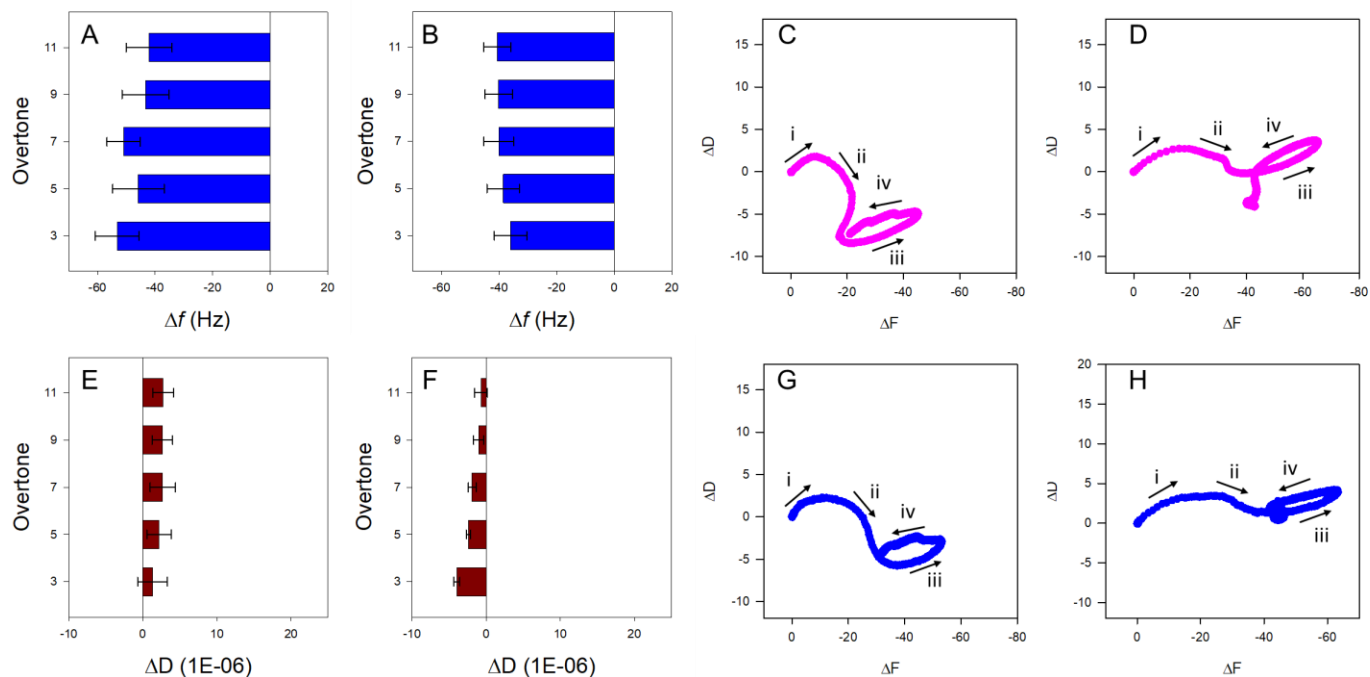 A
Overtone
11
9
7
5
3
-60 -40 -20 0 20
Δf (Hz)
B
Overtone
11
9
7
5
3
-60 -40 -20 0 20
Δf (Hz)
C
ΔD
15
10
5
0
-5
-10
i
ii
iv
iii
0 -20 -40 -60 -80
ΔF
D
ΔD
15
10
5
0
-5
-10
i
ii
iv
iii
0 -20 -40 -60 -80
ΔF
E
Overtone
11
9
7
5
3
-10 0 10 20
ΔD (1E-06)
F
Overtone
11
9
7
5
3
-10 0 10 20
ΔD (1E-06)
G
ΔD
15
10
5
0
-5
-10
i
ii
iv
iii
0 -20 -40 -60 -80
ΔF
H
ΔD
20
15
10
5
0
-5
-10
i
ii
iv
iii
0 -20 -40 -60
ΔF